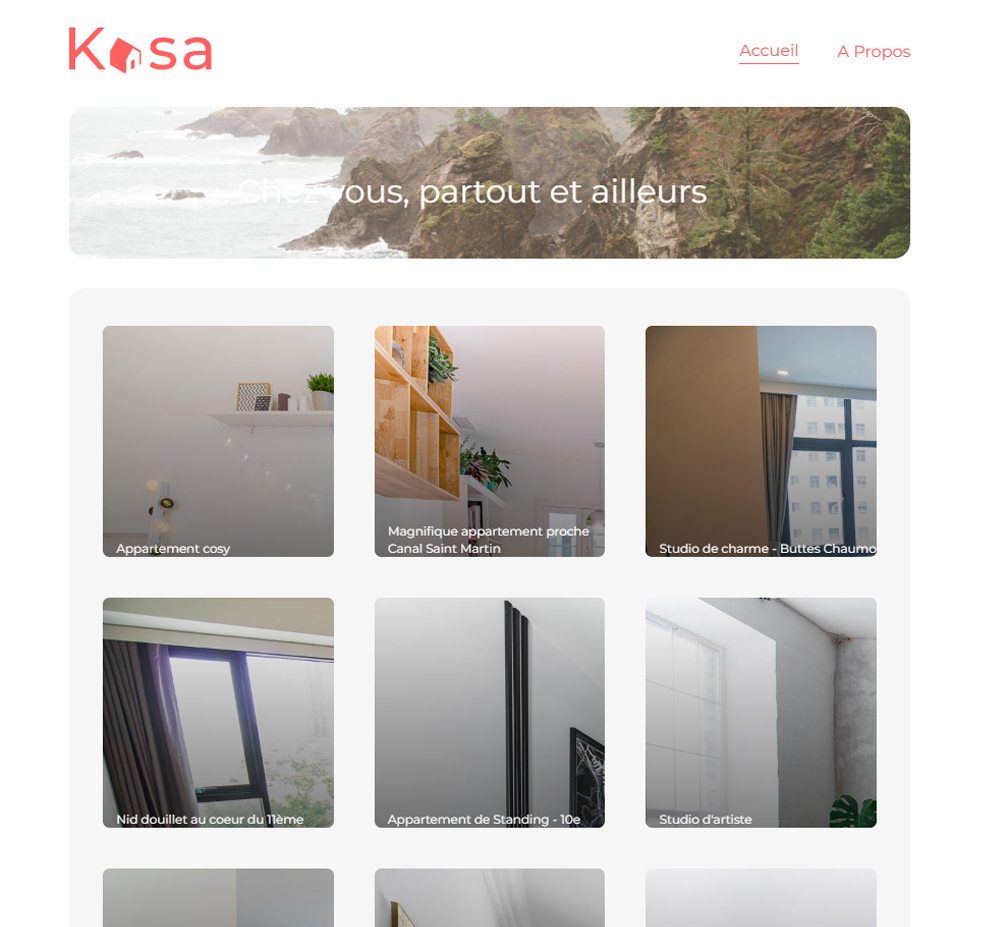 Kasa
Accueil
A Propos
Chez vous, partout et ailleurs
Appartement cosy
Magnifique appartement proche
Canal Saint Martin
Studio de charme - Buttes Chaumo
Nid douillet au coeur du 11ème
Appartement de Standing - 10e
Studio d'artiste